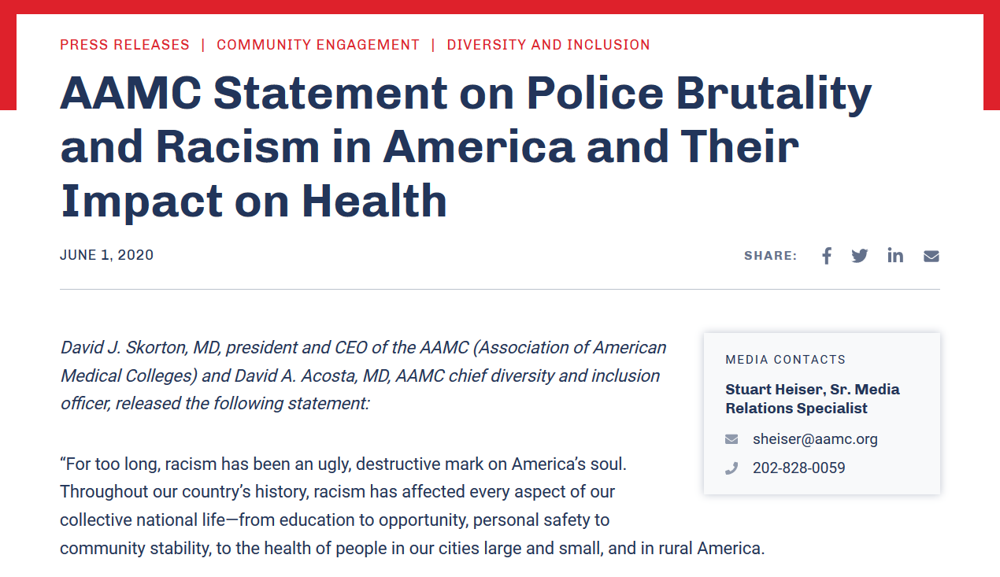 PRESS RELEASES | COMMUNITY ENGAGEMENT | DIVERSITY AND INCLUSION
AAMC Statement on Police Brutality
and Racism in America and Their
Impact on Health
JUNE 1, 2020
SHARE:
David J. Skorton, MD, president and CEO of the AAMC (Association of American
Medical Colleges) and David A. Acosta, MD, AAMC chief diversity and inclusion
officer, released the following statement:
MEDIA CONTACTS
Stuart Heiser, Sr. Media
Relations Specialist
sheiser@aamc.org
202-828-0059
“For too long, racism has been an ugly, destructive mark on America’s soul.
Throughout our country’s history, racism has affected every aspect of our
collective national life—from education to opportunity, personal safety to
community stability, to the health of people in our cities large and small, and in rural America.